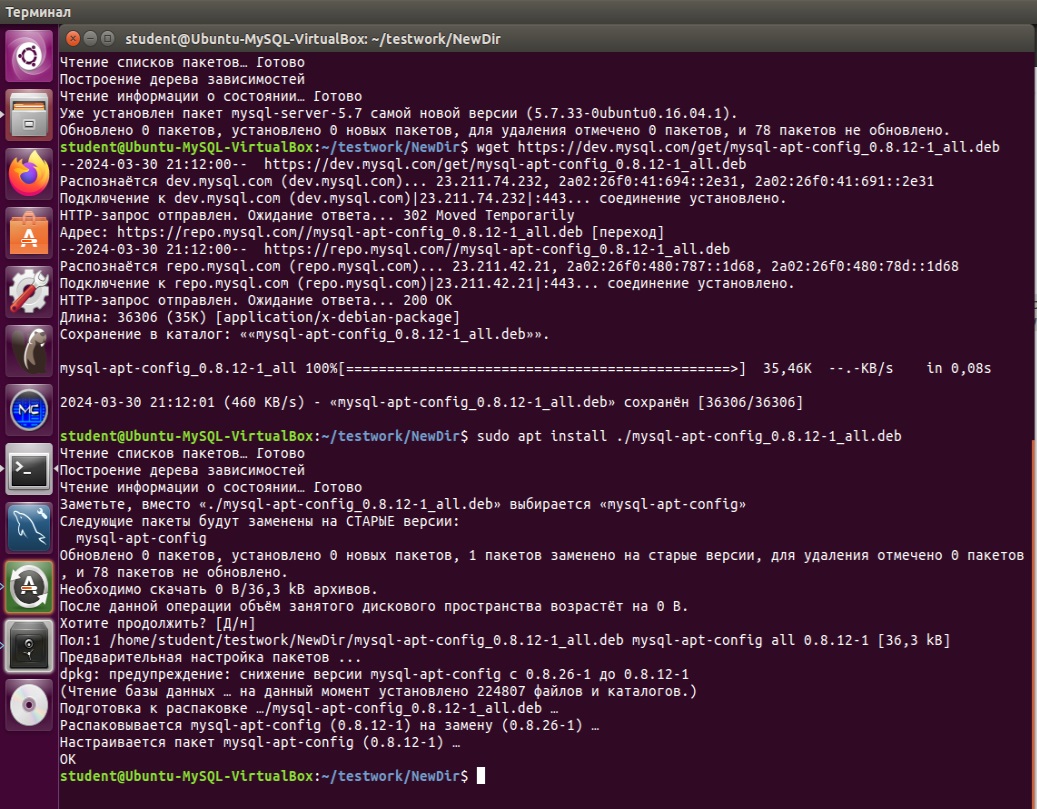 Терминал
student@Ubuntu-MySQL-VirtualBox: ~/testwork/NewDir
Чтение списков пакетов… Готово
Построение дерева зависимостей
Чтение информации о состоянии… Готово
Уже установлен пакет mysql-server-5.7 самой новой версии (5.7.33-0ubuntu0.16.04.1).
Обновлено 0 пакетов, установлено 0 новых пакетов, для удаления отмечено 0 пакетов, и 78 пакетов не обновлено.
student@Ubuntu-MySQL-VirtualBox:~/testwork/NewDir$ wget https://dev.mysql.com/get/mysql-apt-config_0.8.12-1_all.deb
--2024-03-30 21:12:00--  https://dev.mysql.com/get/mysql-apt-config_0.8.12-1_all.deb
Распознаётся dev.mysql.com (dev.mysql.com)... 23.211.74.232, 2a02:26f0:41:694::2e31, 2a02:26f0:41:691::2e31
Подключение к dev.mysql.com (dev.mysql.com)|23.211.74.232|:443... соединение установлено.
HTTP-запрос отправлен. Ожидание ответа... 302 Moved Temporarily
Адрес: https://repo.mysql.com//mysql-apt-config_0.8.12-1_all.deb [переход]
--2024-03-30 21:12:00--  https://repo.mysql.com//mysql-apt-config_0.8.12-1_all.deb
Распознаётся repo.mysql.com (repo.mysql.com)... 23.211.42.21, 2a02:26f0:480:787::1d68, 2a02:26f0:480:78d::1d68
Подключение к repo.mysql.com (repo.mysql.com)|23.211.42.21|:443... соединение установлено.
HTTP-запрос отправлен. Ожидание ответа... 200 OK
Длина: 36306 (35K) [application/x-debian-package]
Сохранение в каталог: ««mysql-apt-config_0.8.12-1_all.deb»».
mysql-apt-config_0.8.12-1_all 100%[===============================================>]  35,46K  --.-KB/s    in 0,08s
2024-03-30 21:12:01 (460 KB/s) - «mysql-apt-config_0.8.12-1_all.deb» сохранён [36306/36306]
student@Ubuntu-MySQL-VirtualBox:~/testwork/NewDir$ sudo apt install ./mysql-apt-config_0.8.12-1_all.deb
Чтение списков пакетов… Готово
Построение дерева зависимостей
Чтение информации о состоянии… Готово
Заметьте, вместо «./mysql-apt-config_0.8.12-1_all.deb» выбирается «mysql-apt-config»
Следующие пакеты будут заменены на СТАРЫЕ версии:
  mysql-apt-config
Обновлено 0 пакетов, установлено 0 новых пакетов, 1 пакетов заменено на старые версии, для удаления отмечено 0 пакетов
, и 78 пакетов не обновлено.
Необходимо скачать 0 B/36,3 kB архивов.
После данной операции объём занятого дискового пространства возрастёт на 0 B.
Хотите продолжить? [Д/н]
Пол:1 /home/student/testwork/NewDir/mysql-apt-config_0.8.12-1_all.deb mysql-apt-config all 0.8.12-1 [36,3 kB]
Предварительная настройка пакетов ...
dpkg: предупреждение: снижение версии mysql-apt-config с 0.8.26-1 до 0.8.12-1
(Чтение базы данных … на данный момент установлено 224807 файлов и каталогов.)
Подготовка к распаковке …/mysql-apt-config_0.8.12-1_all.deb …
Распаковывается mysql-apt-config (0.8.12-1) на замену (0.8.26-1) …
Настраивается пакет mysql-apt-config (0.8.12-1) …
OK
student@Ubuntu-MySQL-VirtualBox:~/testwork/NewDir$